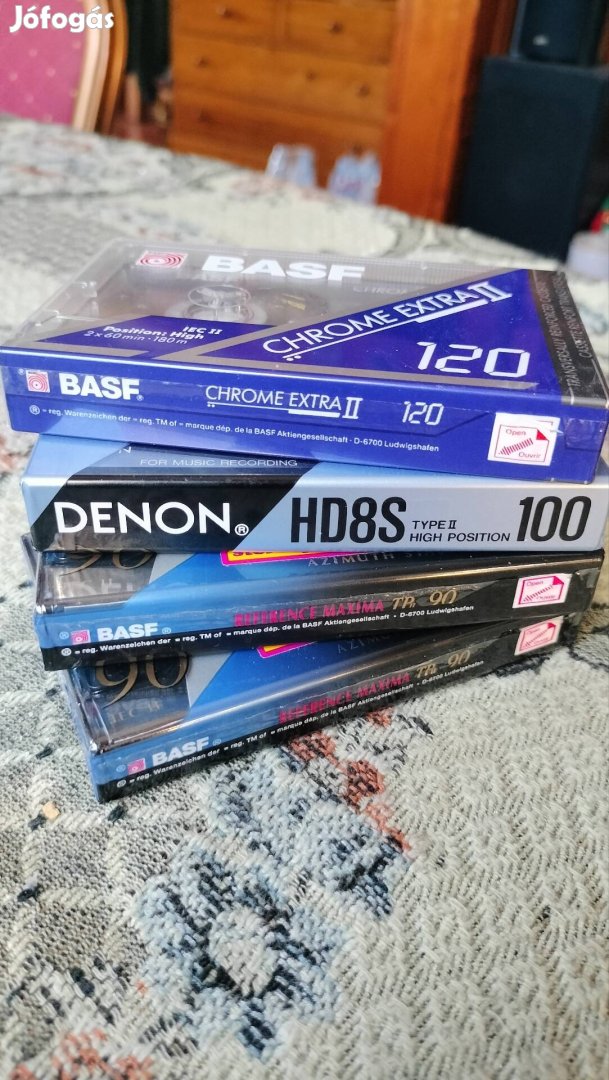 Jófogás
BASF
CHROME EXTRA II
120
IEC II
Position: High
2 x 60 min · 180 m
BASF® CHROME EXTRA II 120
® = reg. Warenzeichen der = reg. TM of = marque dép. de la BASF Aktiengesellschaft · D-6700 Ludwigshafen
Open
Ouvrir
FOR MUSIC RECORDING
DENON® HD8S TYPE II
HIGH POSITION 100
90
AZIMUTH
REFERENCE MAXIMA TP II 90
BASF®
® = reg. Warenzeichen der = reg. TM of = marque dép. de la BASF Aktiengesellschaft · D-6700 Ludwigshafen
Open
90
REFERENCE MAXIMA TP II 90
BASF®
® = reg. Warenzeichen der = reg. TM of = marque dép. de la BASF Aktiengesellschaft · D-6700 Ludwigshafen